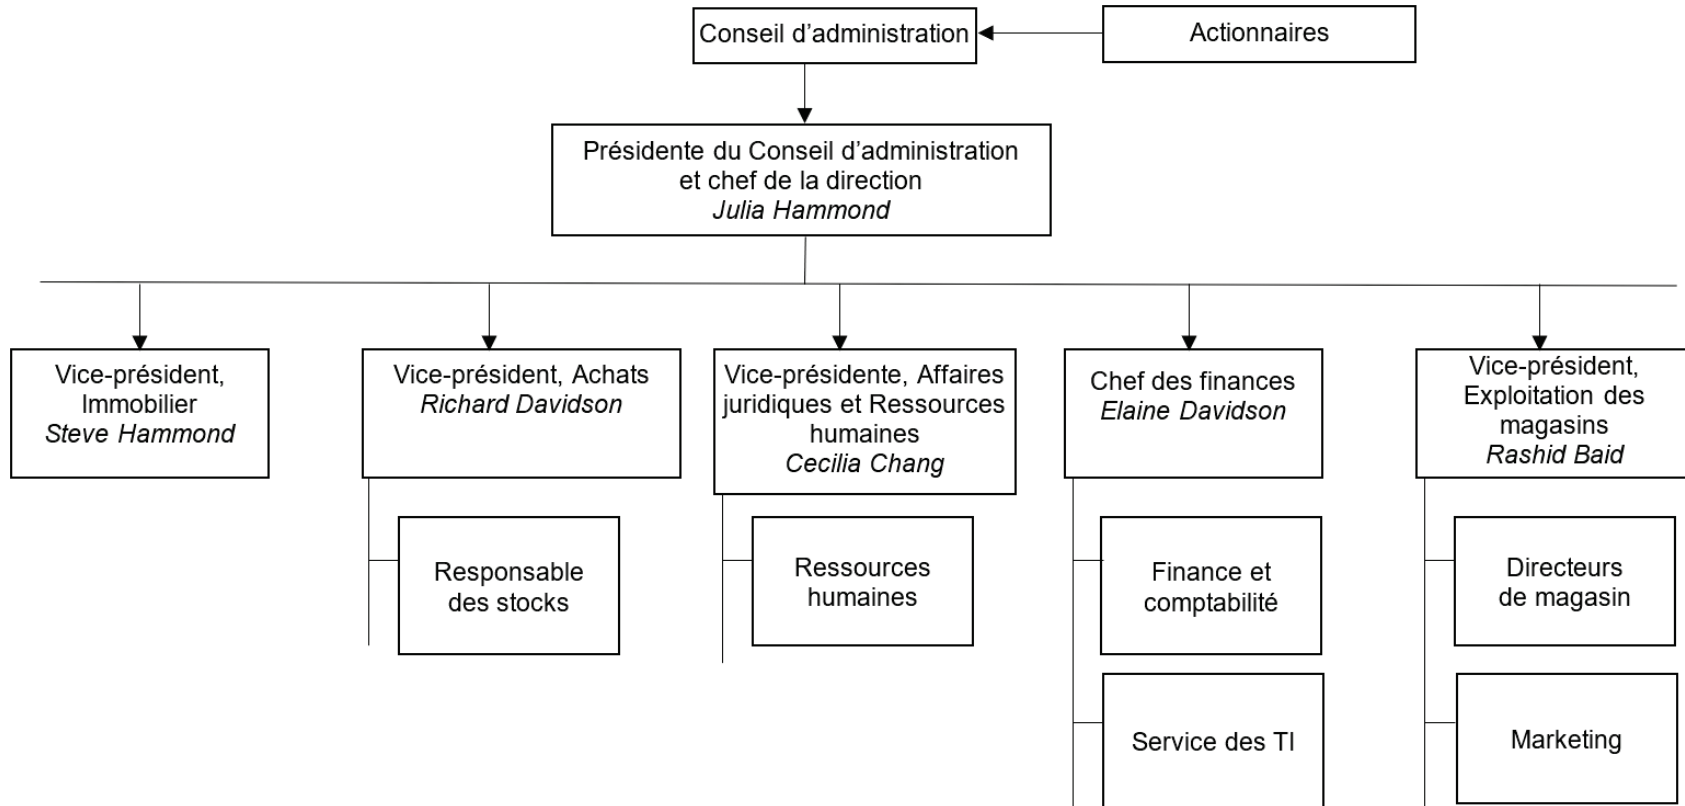 Conseil d’administration
Actionnaires
Présidente du Conseil d’administration
et chef de la direction
Julia Hammond
Vice-président,
Immobilier
Steve Hammond
Vice-président, Achats
Richard Davidson
Vice-présidente, Affaires
juridiques et Ressources
humaines
Cecilia Chang
Chef des finances
Elaine Davidson
Vice-président,
Exploitation des
magasins
Rashid Baid
Responsable
des stocks
Ressources
humaines
Finance et
comptabilité
Directeurs
de magasin
Service des TI
Marketing